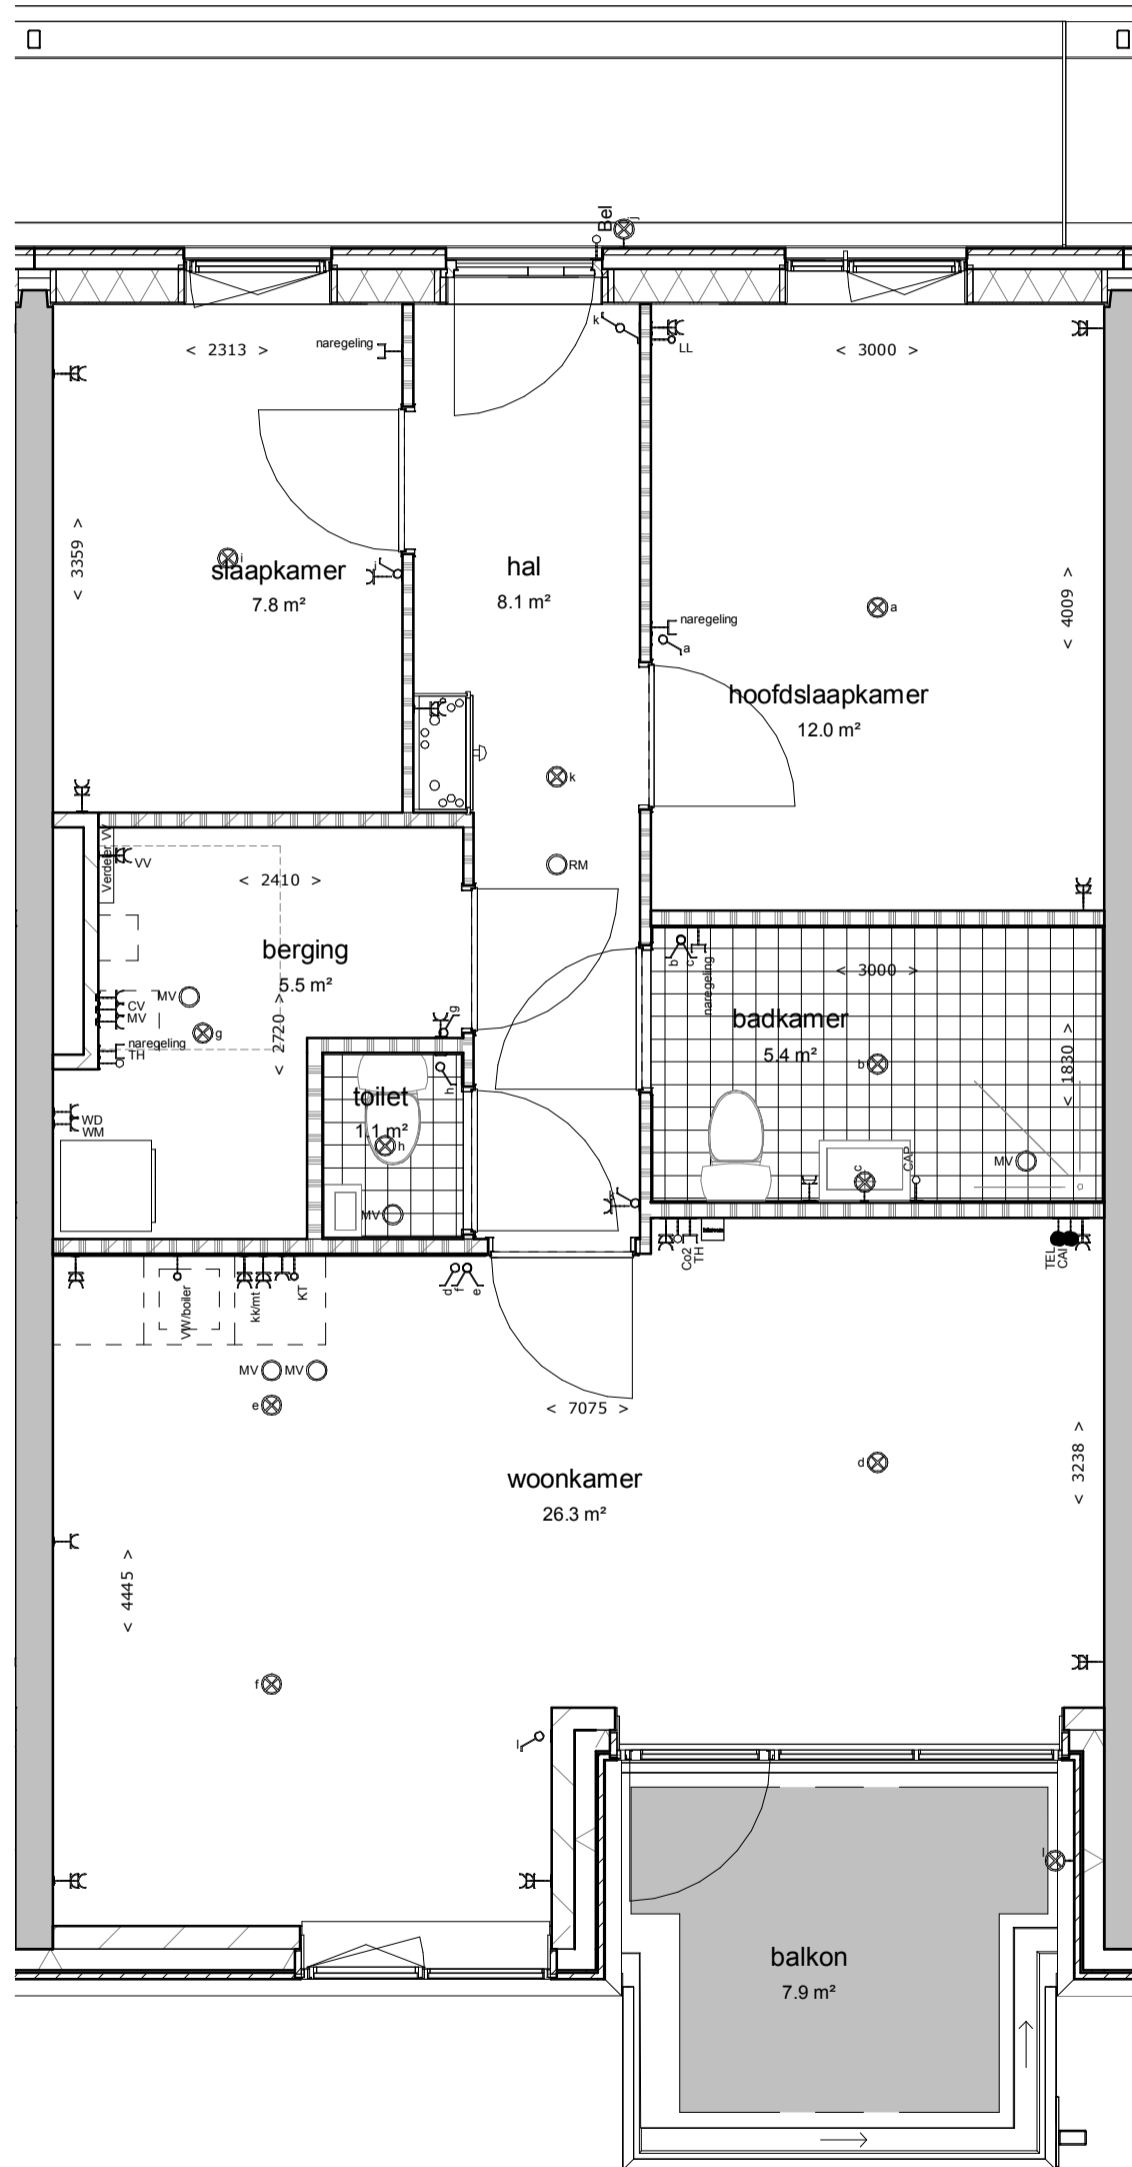 Bel
j
< 2313 >
naregeling
k
LL
< 3000 >
< 3359 >
i
slaapkamer
7.8 m²
i
hal
8.1 m²
a
< 4009 >
naregeling
a
hoofdslaapkamer
12.0 m²
k
RM
Verdeler VV
VV
< 2410 >
berging
5.5 m²
MV
CV
MV
g
g
< 2720 >
naregeling
TH
WD
WM
toilet
1.1 m²
h
h
MV
b
c
naregeling
< 3000 >
badkamer
5.4 m²
b
< 1830 >
c
CAP
MV
k
Co2
TH
TEL
CAI
VW/boiler
kk/mt
KT
d
f
e
MV
MV
e
< 7075 >
d
< 3238 >
woonkamer
26.3 m²
< 4445 >
f
l
l
balkon
7.9 m²